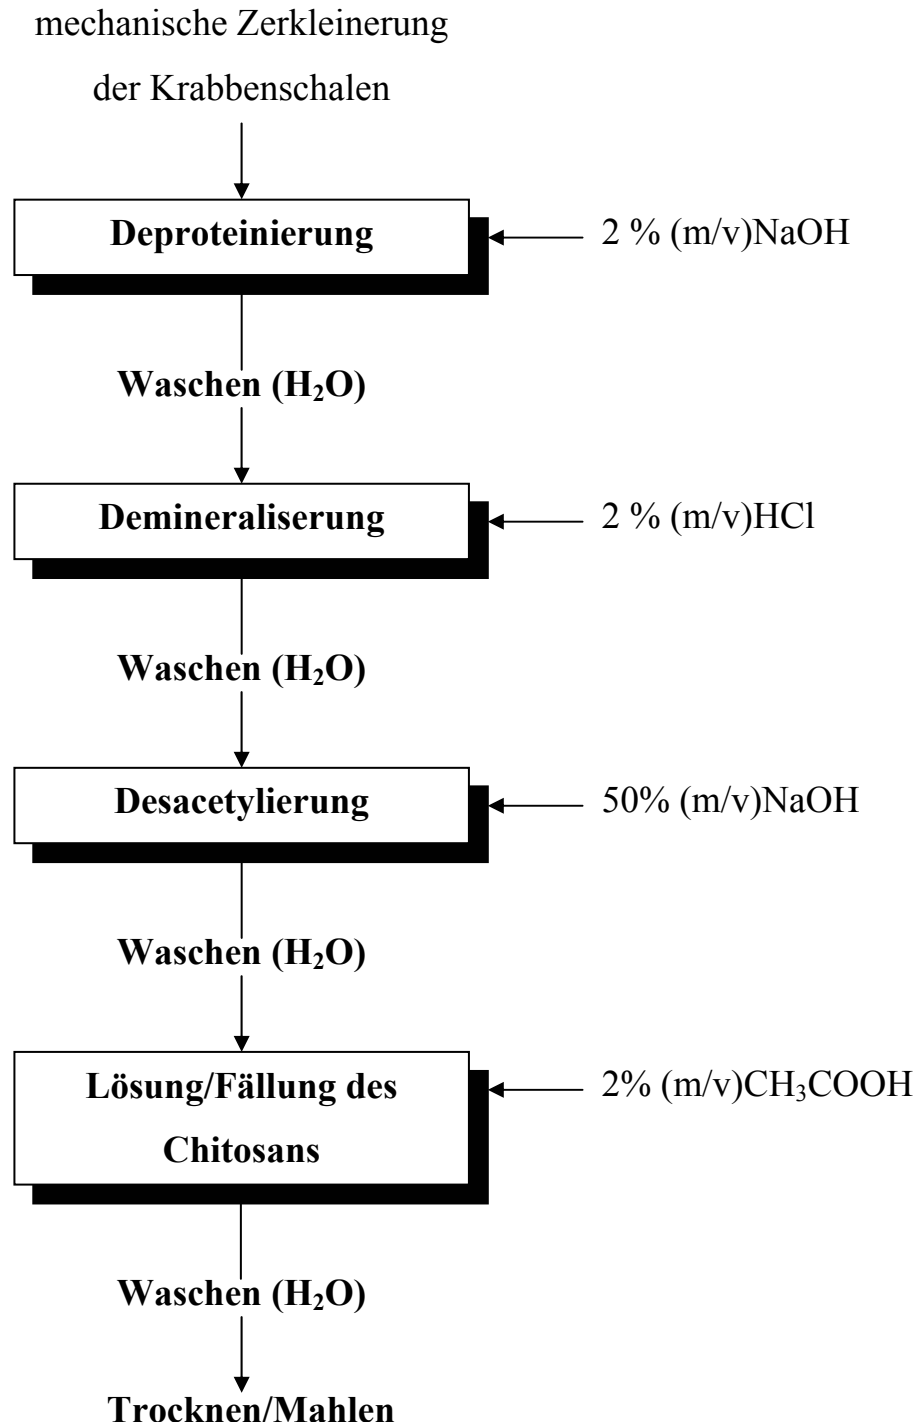 mechanische Zerkleinerung
der Krabbenschalen
Deproteinierung
2 % (m/v)NaOH
Waschen (H₂O)
Demineraliserung
2 % (m/v)HCl
Waschen (H₂O)
Desacetylierung
50% (m/v)NaOH
Waschen (H₂O)
Lösung/Fällung des
Chitosans
2% (m/v)CH₃COOH
Waschen (H₂O)
Trocknen/Mahlen